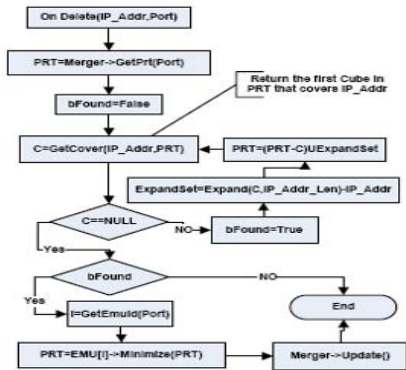 On Delete(IP_Addr,Port)
PRT=Merger->GetPrt(Port)
Return the first Cube in
PRT that covers IP_Addr
bFound=False
C=GetCover(IP_Addr,PRT)
PRT=(PRT-C)UExpandSet
ExpandSet=Expand(C,IP_Addr_Len)-IP_Addr
C==NULL
NO
bFound=True
Yes
bFound
NO
Yes
End
I=GetEmuId(Port)
PRT=EMU[i]->Minimize(PRT)
Merger->Update()